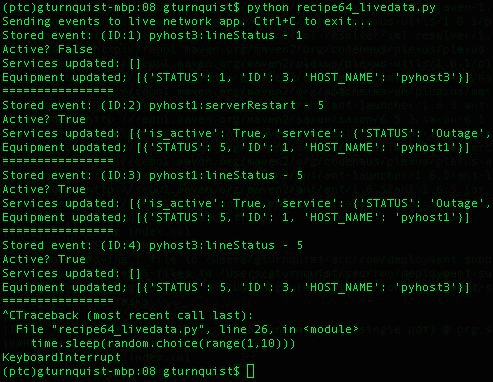 (ptc)gturnquist-mbp:08 gturnquist$ python recipe64_livedata.py
Sending events to live network app. Ctrl+C to exit...
Stored event: (ID:1) pyhost3:lineStatus - 1
Active? False
Services updated: []
Equipment updated; [{'STATUS': 1, 'ID': 3, 'HOST_NAME': 'pyhost3'}]
================
Stored event: (ID:2) pyhost1:serverRestart - 5
Active? True
Services updated: [{'is_active': True, 'service': {'STATUS': 'Outage',
Equipment updated; [{'STATUS': 5, 'ID': 1, 'HOST_NAME': 'pyhost1'}]
================
Stored event: (ID:3) pyhost1:lineStatus - 5
Active? True
Services updated: [{'is_active': True, 'service': {'STATUS': 'Outage',
Equipment updated; [{'STATUS': 5, 'ID': 1, 'HOST_NAME': 'pyhost1'}]
================
Stored event: (ID:4) pyhost3:lineStatus - 5
Active? True
Services updated: []
Equipment updated; [{'STATUS': 5, 'ID': 3, 'HOST_NAME': 'pyhost3'}]
================
^CTraceback (most recent call last):
  File "recipe64_livedata.py", line 26, in <module>
    time.sleep(random.choice(range(1,10)))
KeyboardInterrupt
(ptc)gturnquist-mbp:08 gturnquist$